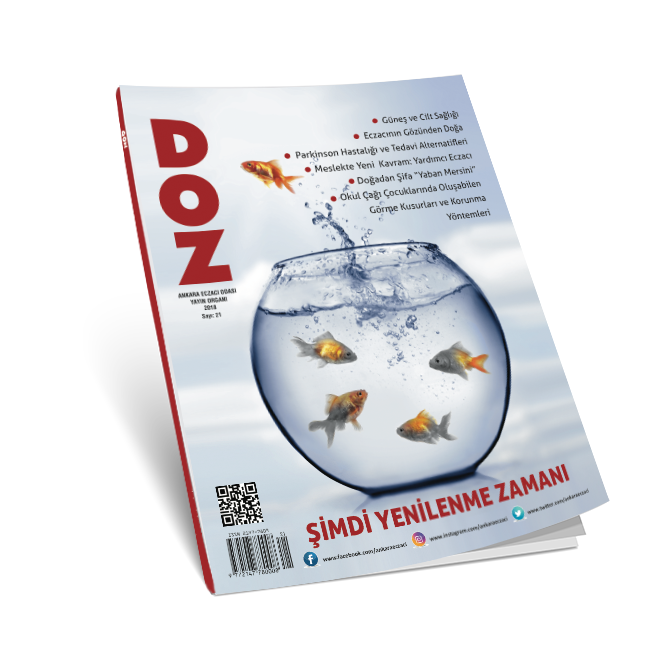 DOZ
DOZ
ANKARA ECZACI ODASI
YAYIN ORGANI
2018
Sayı: 21
Güneş ve Cilt Sağlığı
Eczacının Gözünden Doğa
Parkinson Hastalığı ve Tedavi Alternatifleri
Meslekte Yeni Kavram: Yardımcı Eczacı
Doğadan Şifa "Yaban Mersini"
Okul Çağı Çocuklarında Oluşabilen
Görme Kusurları ve Korunma
Yöntemleri
ŞİMDİ YENİLENME ZAMANI
www.facebook.com/ankaraeczaci
www.instagram.com/ankaraeczaci
www.twitter.com/ankaraeczaci